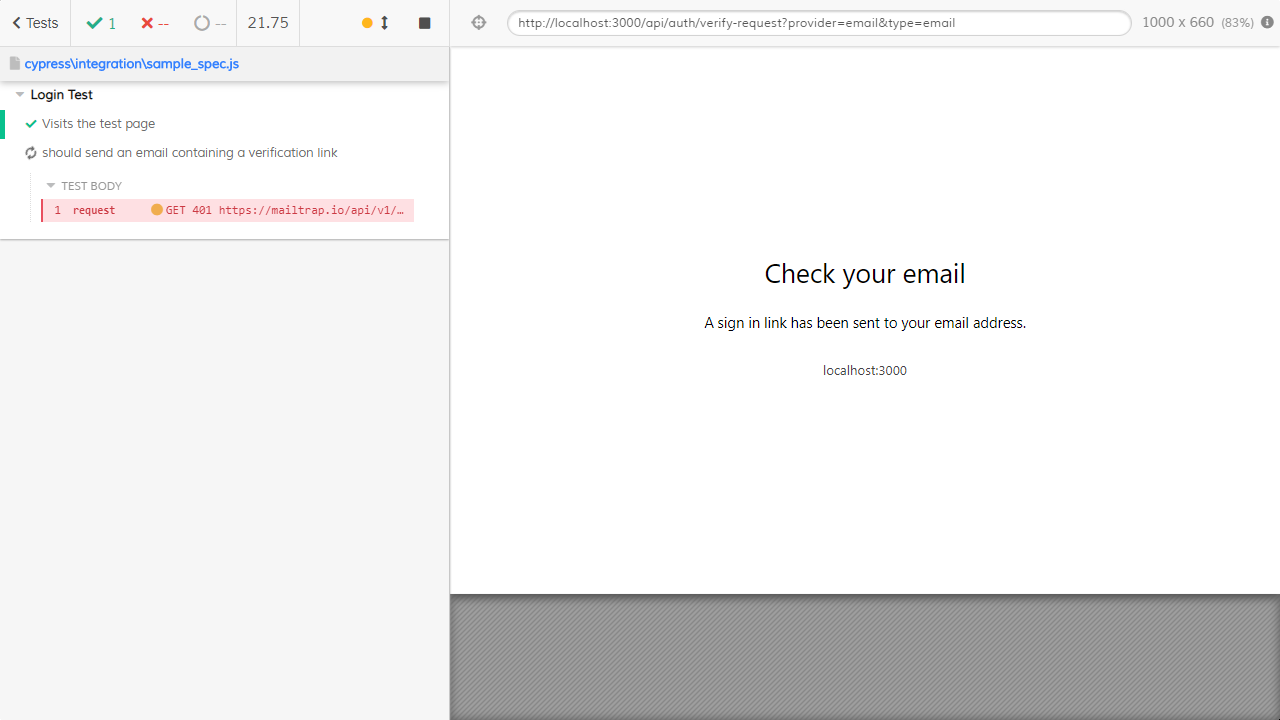 Tests
1
--
--
21.75
http://localhost:3000/api/auth/verify-request?provider=email&type=email
1000 x 660 (83%)
cypress\integration\sample_spec.js
Login Test
Visits the test page
should send an email containing a verification link
TEST BODY
1 request GET 401 https://mailtrap.io/api/v1/…
Check your email
A sign in link has been sent to your email address.
localhost:3000